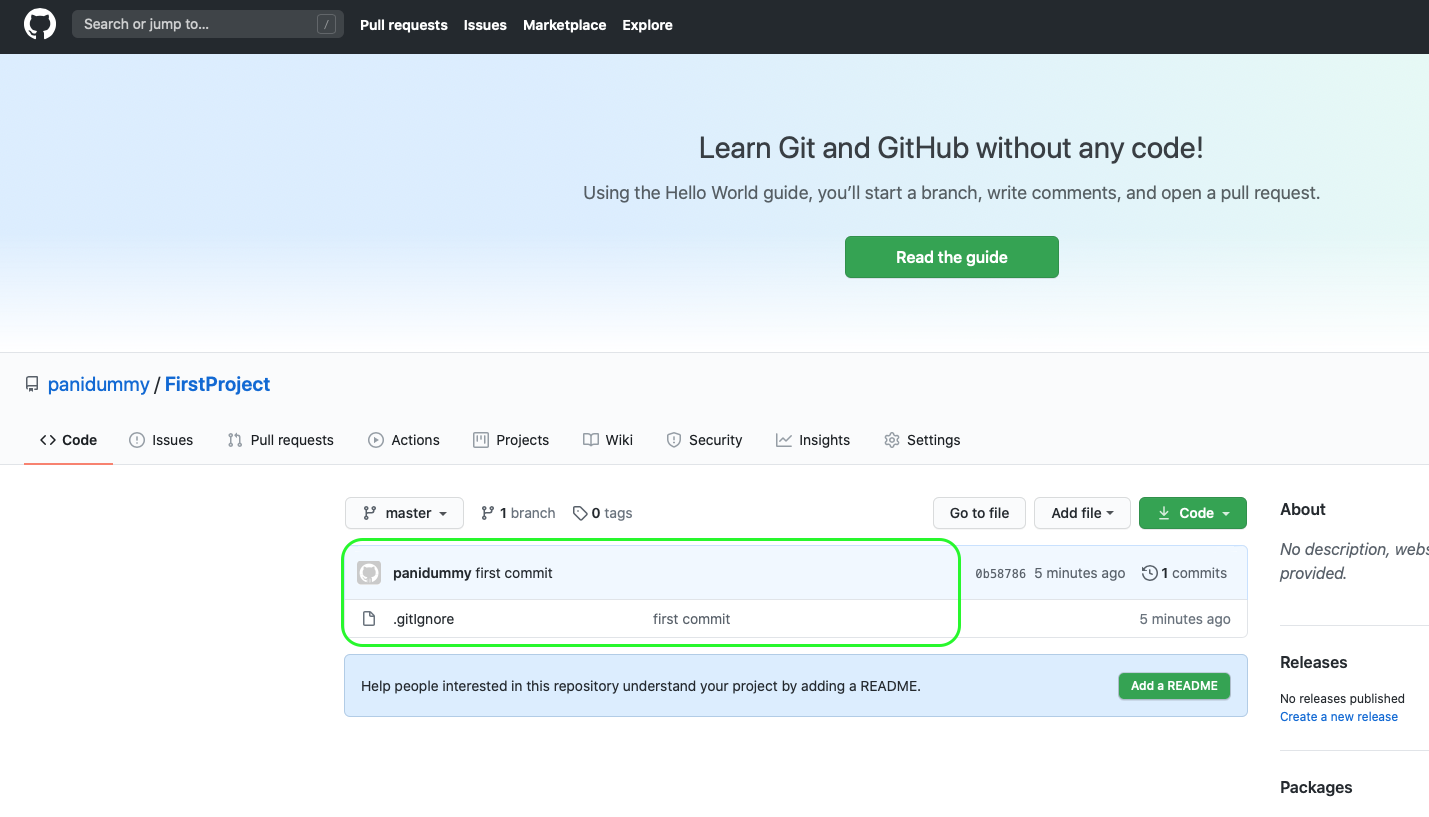 Search or jump to... /
Pull requests Issues Marketplace Explore
Learn Git and GitHub without any code!
Using the Hello World guide, you’ll start a branch, write comments, and open a pull request.
Read the guide
panidummy / FirstProject
Code Issues Pull requests Actions Projects Wiki Security Insights Settings
master 1 branch 0 tags Go to file Add file Code
panidummy first commit 0b58786 5 minutes ago 1 commits
.gitIgnore first commit 5 minutes ago
Help people interested in this repository understand your project by adding a README. Add a README
About
No description, webs
provided.
Releases
No releases published
Create a new release
Packages